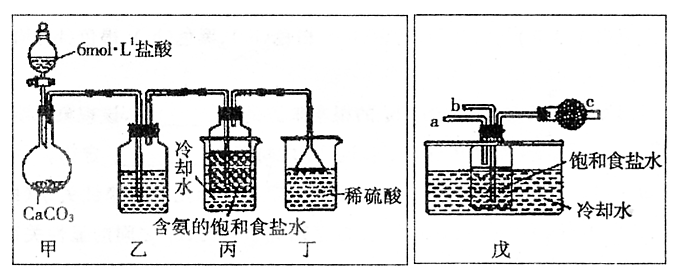 6mol·L¹盐酸
CaCO₃
冷却水
含氨的饱和食盐水
稀硫酸
甲 乙 丙 丁
a
b
c
饱和食盐水
冷却水
戊